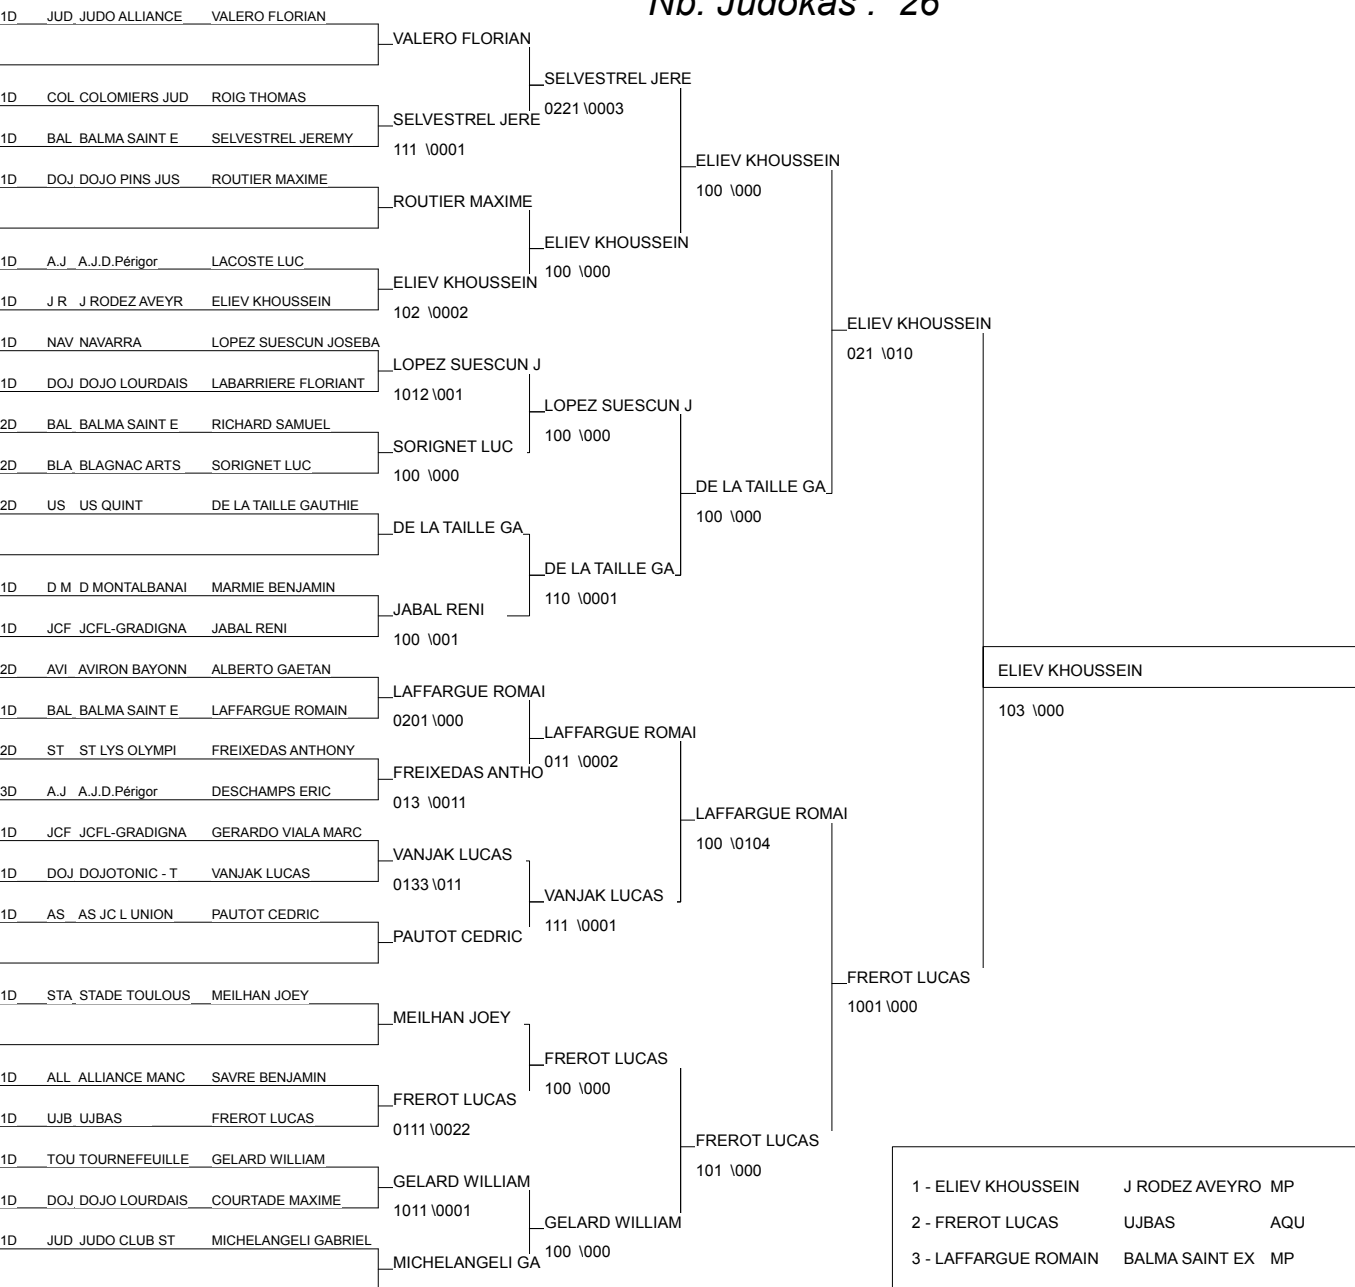 Nb. Judokas : 26
1D JUD JUDO ALLIANCE VALERO FLORIAN
VALERO FLORIAN
SELVESTREL JERE
0221 \0003
1D COL COLOMIERS JUD ROIG THOMAS
SELVESTREL JERE
111 \0001
1D BAL BALMA SAINT E SELVESTREL JEREMY
ELIEV KHOUSSEIN
100 \000
1D DOJ DOJO PINS JUS ROUTIER MAXIME
ROUTIER MAXIME
ELIEV KHOUSSEIN
100 \000
1D A.J A.J.D.Périgor LACOSTE LUC
ELIEV KHOUSSEIN
102 \0002
1D J R J RODEZ AVEYR ELIEV KHOUSSEIN
ELIEV KHOUSSEIN
021 \010
1D NAV NAVARRA LOPEZ SUESCUN JOSEBA
LOPEZ SUESCUN J
1012 \001
1D DOJ DOJO LOURDAIS LABARRIERE FLORIANT
LOPEZ SUESCUN J
100 \000
2D BAL BALMA SAINT E RICHARD SAMUEL
SORIGNET LUC
100 \000
2D BLA BLAGNAC ARTS SORIGNET LUC
DE LA TAILLE GA
100 \000
2D US US QUINT DE LA TAILLE GAUTHIE
DE LA TAILLE GA
DE LA TAILLE GA
110 \0001
1D D M D MONTALBANAI MARMIE BENJAMIN
JABAL RENI
100 \001
1D JCF JCFL-GRADIGNA JABAL RENI
ELIEV KHOUSSEIN
103 \000
2D AVI AVIRON BAYONN ALBERTO GAETAN
LAFFARGUE ROMAI
0201 \000
1D BAL BALMA SAINT E LAFFARGUE ROMAIN
LAFFARGUE ROMAI
011 \0002
2D ST ST LYS OLYMPI FREIXEDAS ANTHONY
FREIXEDAS ANTHO
013 \0011
3D A.J A.J.D.Périgor DESCHAMPS ERIC
LAFFARGUE ROMAI
100 \0104
1D JCF JCFL-GRADIGNA GERARDO VIALA MARC
VANJAK LUCAS
0133 \011
1D DOJ DOJOTONIC - T VANJAK LUCAS
VANJAK LUCAS
111 \0001
1D AS AS JC L UNION PAUTOT CEDRIC
PAUTOT CEDRIC
FREROT LUCAS
1001 \000
1D STA STADE TOULOUS MEILHAN JOEY
MEILHAN JOEY
FREROT LUCAS
100 \000
1D ALL ALLIANCE MANC SAVRE BENJAMIN
FREROT LUCAS
0111 \0022
1D UJB UJBAS FREROT LUCAS
FREROT LUCAS
101 \000
1D TOU TOURNEFEUILLE GELARD WILLIAM
GELARD WILLIAM
1011 \0001
1D DOJ DOJO LOURDAIS COURTADE MAXIME
GELARD WILLIAM
100 \000
1D JUD JUDO CLUB ST MICHELANGELI GABRIEL
MICHELANGELI GA
1 - ELIEV KHOUSSEIN J RODEZ AVEYRO MP
2 - FREROT LUCAS UJBAS AQU
3 - LAFFARGUE ROMAIN BALMA SAINT EX MP